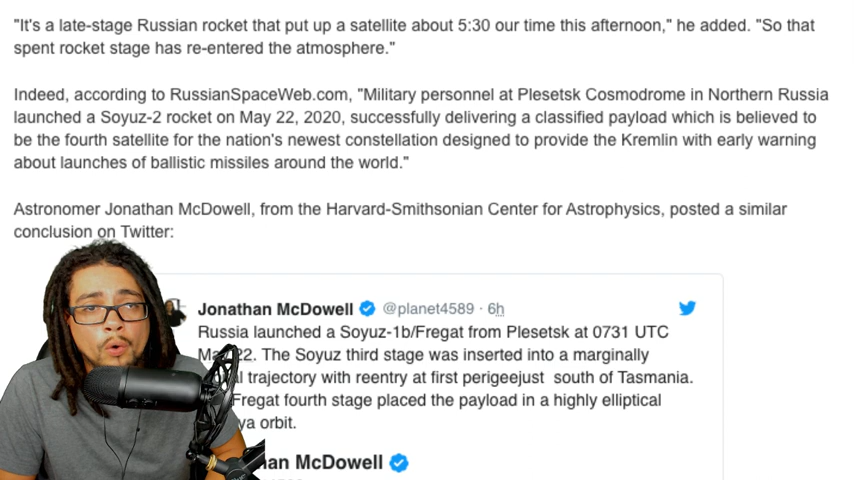 "It's a late-stage Russian rocket that put up a satellite about 5:30 our time this afternoon," he added. "So that
spent rocket stage has re-entered the atmosphere."
Indeed, according to RussianSpaceWeb.com, "Military personnel at Plesetsk Cosmodrome in Northern Russia
launched a Soyuz-2 rocket on May 22, 2020, successfully delivering a classified payload which is believed to
be the fourth satellite for the nation's newest constellation designed to provide the Kremlin with early warning
about launches of ballistic missiles around the world."
Astronomer Jonathan McDowell, from the Harvard-Smithsonian Center for Astrophysics, posted a similar
conclusion on Twitter:
Jonathan McDowell @planet4589 · 6h
Russia launched a Soyuz-1b/Fregat from Plesetsk at 0731 UTC
May 22. The Soyuz third stage was inserted into a marginally
trajectory with reentry at first perigeejust south of Tasmania.
Fregat fourth stage placed the payload in a highly elliptical
orbit.
McDowell